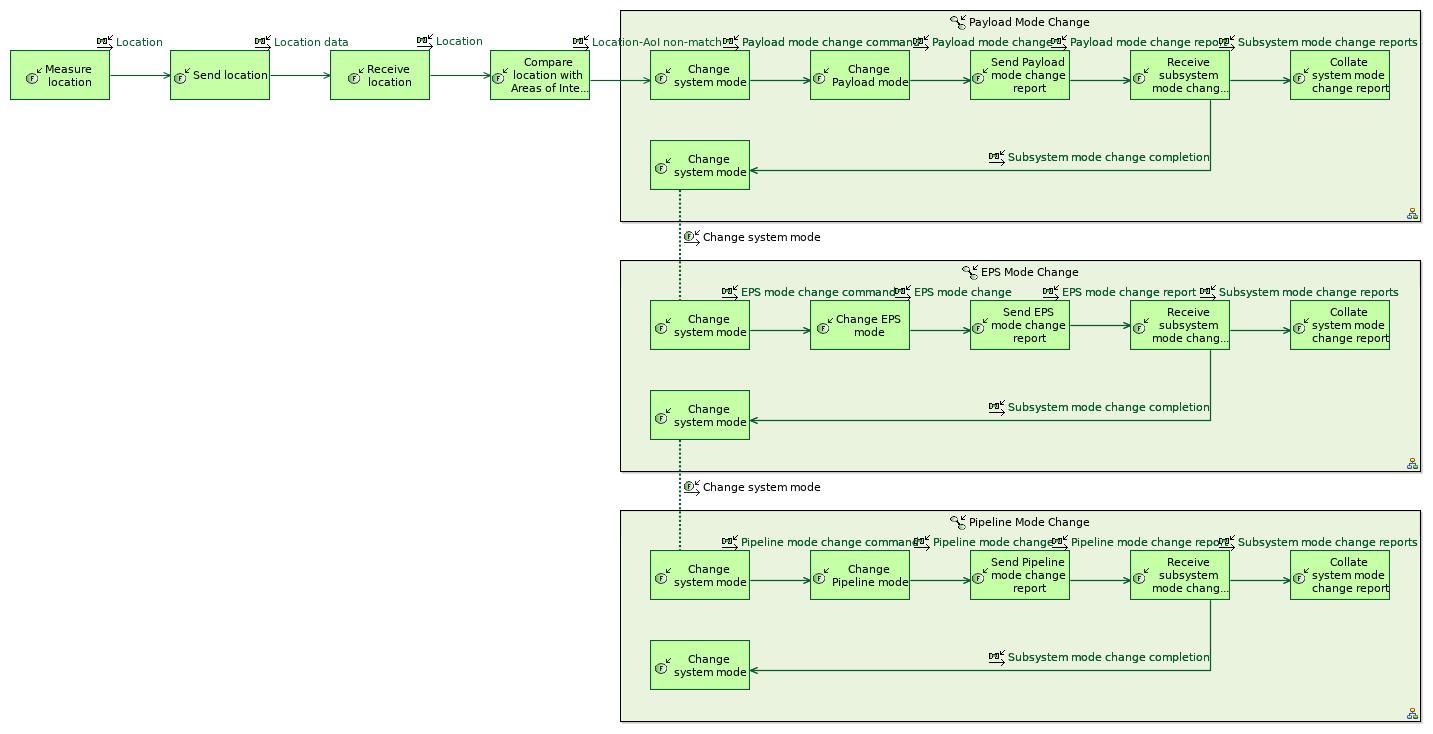 Payload Mode Change
Location
Location data
Location
Location-AoI non-match
Payload mode change command
Payload mode change
Payload mode change report
Subsystem mode change reports
Measure
location
Send location
Receive
location
Compare
location with
Areas of Inte...
Change
system mode
Change
Payload mode
Send Payload
mode change
report
Receive
subsystem
mode chang...
Collate
system mode
change report
Subsystem mode change completion
Change
system mode
Change system mode
EPS Mode Change
EPS mode change command
EPS mode change
EPS mode change report
Subsystem mode change reports
Change
system mode
Change EPS
mode
Send EPS
mode change
report
Receive
subsystem
mode chang...
Collate
system mode
change report
Subsystem mode change completion
Change
system mode
Change system mode
Pipeline Mode Change
Pipeline mode change command
Pipeline mode change
Pipeline mode change report
Subsystem mode change reports
Change
system mode
Change
Pipeline mode
Send Pipeline
mode change
report
Receive
subsystem
mode chang...
Collate
system mode
change report
Subsystem mode change completion
Change
system mode